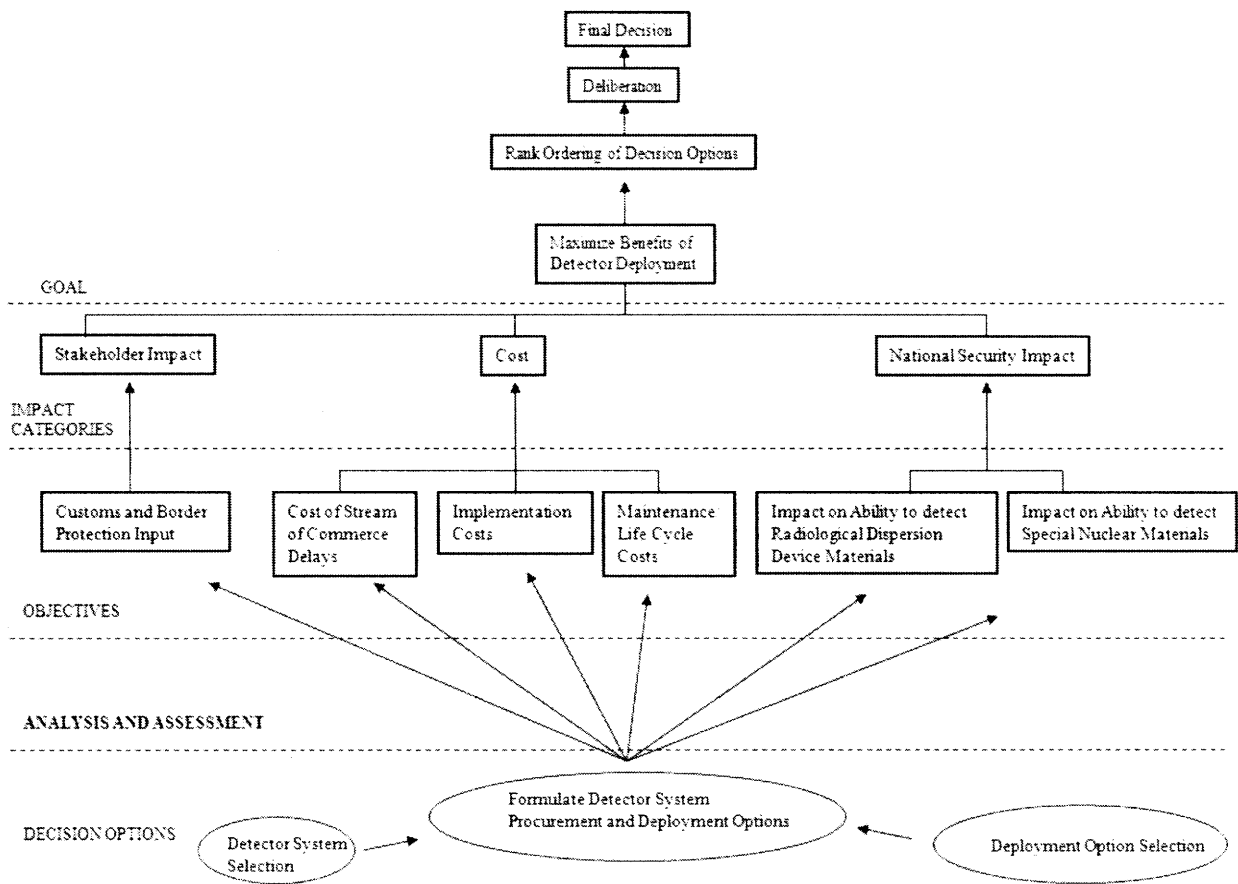 Final Decision
Deliberation
Rank Ordering of Decision Options
Maximize Benefits of
Detector Deployment
GOAL
Stakeholder Impact
Cost
National Security Impact
IMPACT
CATEGORIES
Customs and Border
Protection Input
Cost of Stream
of Commerce
Delays
Implementation
Costs
Maintenance
Life Cycle
Costs
Impact on Ability to detect
Radiological Dispersion
Device Materials
Impact on Ability to detect
Special Nuclear Materials
OBJECTIVES
ANALYSIS AND ASSESSMENT
DECISION OPTIONS
Detector System
Selection
Formulate Detector System
Procurement and Deployment Options
Deployment Option Selection